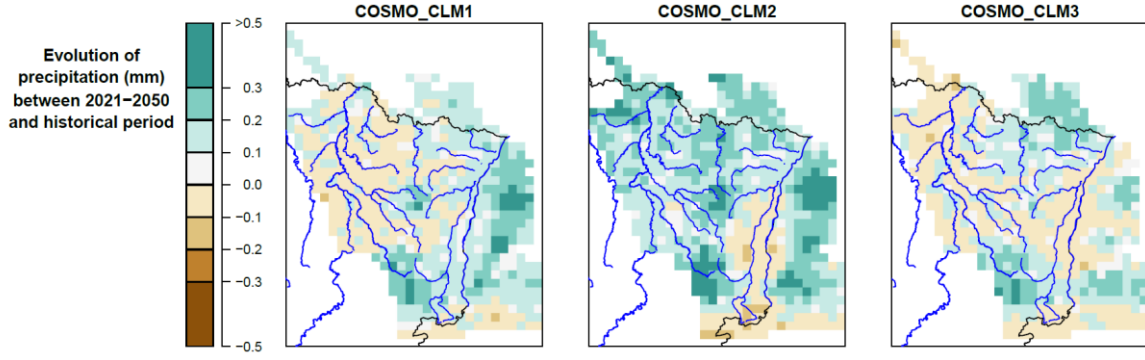 COSMO_CLM1
COSMO_CLM2
COSMO_CLM3
Evolution of
precipitation (mm)
between 2021−2050
and historical period
>0.5
0.3
0.2
0.1
0.0
−0.1
−0.2
−0.3
−0.5